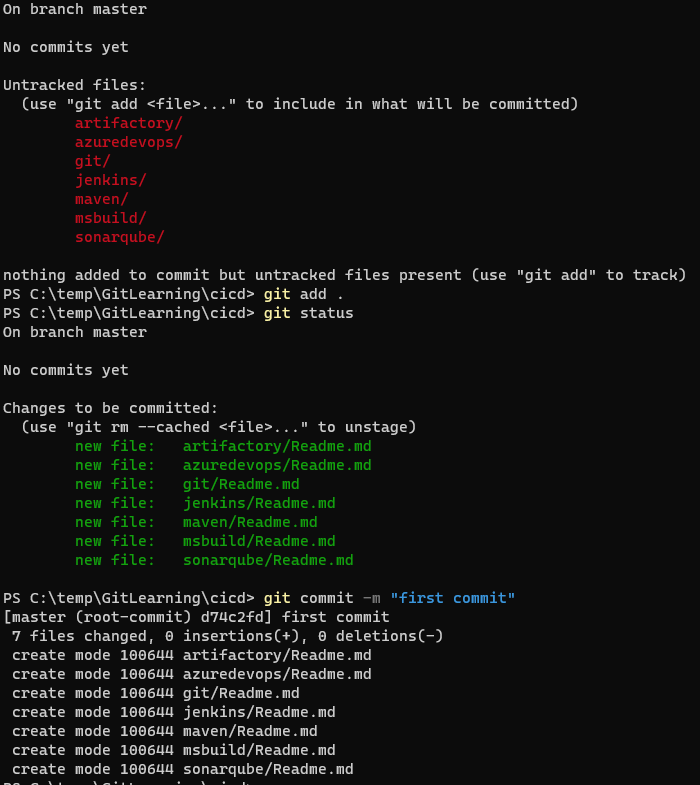 On branch master
No commits yet
Untracked files:
(use "git add <file>..." to include in what will be committed)
artifactory/
azuredevops/
git/
jenkins/
maven/
msbuild/
sonarqube/
nothing added to commit but untracked files present (use "git add" to track)
PS C:\temp\GitLearning\cicd> git add .
PS C:\temp\GitLearning\cicd> git status
On branch master
No commits yet
Changes to be committed:
(use "git rm --cached <file>..." to unstage)
new file:   artifactory/Readme.md
new file:   azuredevops/Readme.md
new file:   git/Readme.md
new file:   jenkins/Readme.md
new file:   maven/Readme.md
new file:   msbuild/Readme.md
new file:   sonarqube/Readme.md
PS C:\temp\GitLearning\cicd> git commit -m "first commit"
[master (root-commit) d74c2fd] first commit
7 files changed, 0 insertions(+), 0 deletions(-)
create mode 100644 artifactory/Readme.md
create mode 100644 azuredevops/Readme.md
create mode 100644 git/Readme.md
create mode 100644 jenkins/Readme.md
create mode 100644 maven/Readme.md
create mode 100644 msbuild/Readme.md
create mode 100644 sonarqube/Readme.md